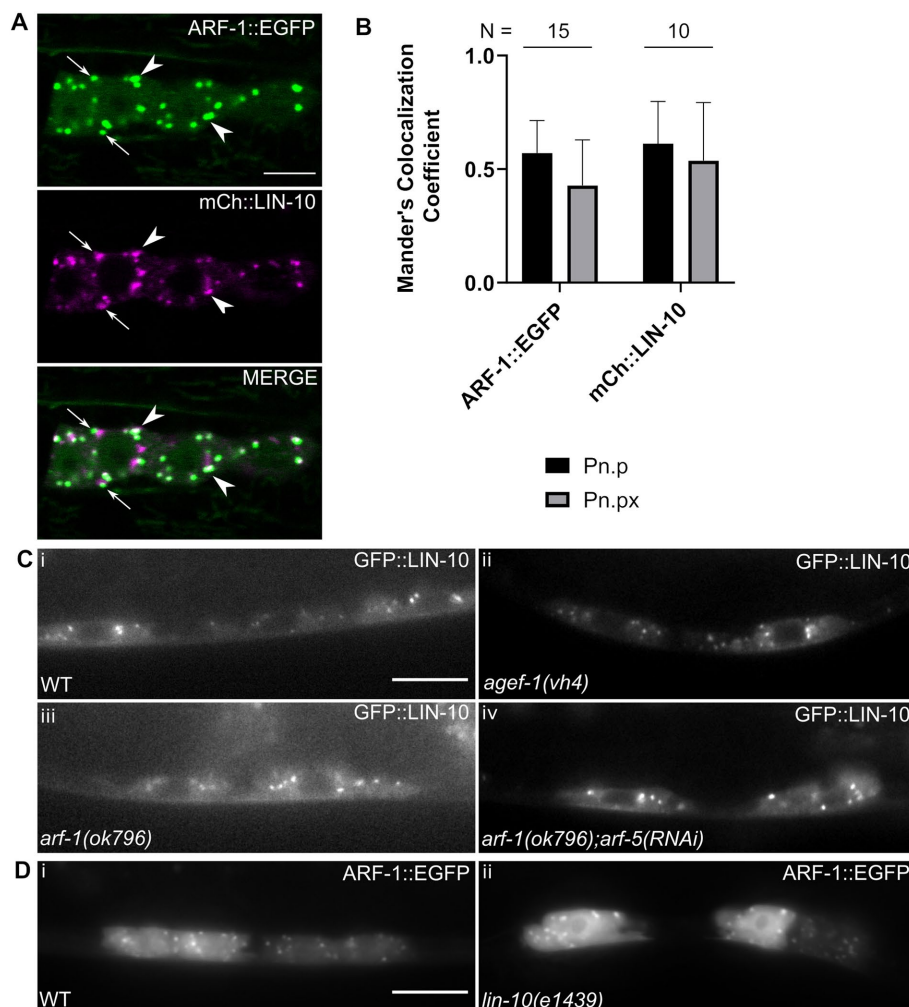 A
ARF-1::EGFP
mCh::LIN-10
MERGE
B
N = 15 10
1.0
0.5
0.0
Mander's Colocalization
Coefficient
ARF-1::EGFP
mCh::LIN-10
Pn.p
Pn.px
C
i
GFP::LIN-10
WT
ii
GFP::LIN-10
agef-1(vh4)
iii
GFP::LIN-10
arf-1(ok796)
iv
GFP::LIN-10
arf-1(ok796);arf-5(RNAi)
D
i
ARF-1::EGFP
WT
ii
ARF-1::EGFP
lin-10(e1439)